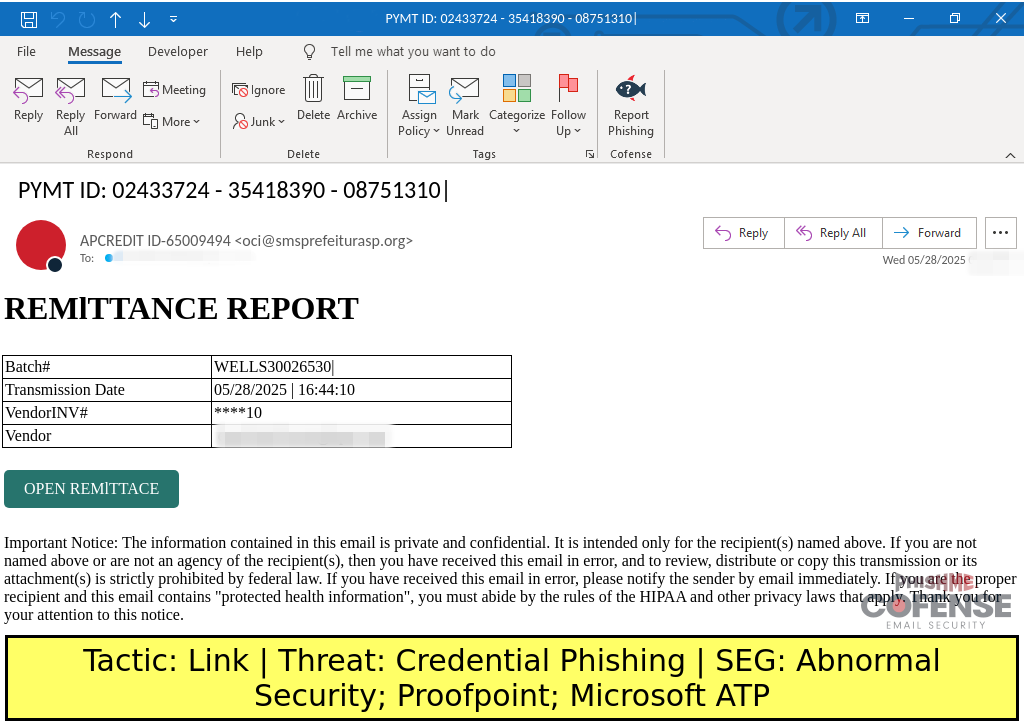 PYMT ID: 02433724 - 35418390 - 08751310|
File Message Developer Help Tell me what you want to do
Reply Reply All Forward Meeting More Ignore Junk Delete Archive Assign Policy Mark Unread Categorize Follow Up Report Phishing
Respond Delete Tags Cofense
PYMT ID: 02433724 - 35418390 - 08751310|
APCREDIT ID-65009494 <oci@smsprefeiturasp.org>
Reply Reply All Forward
To:
Wed 05/28/2025
REMlTTANCE REPORT
Batch# WELLS30026530|
Transmission Date 05/28/2025 | 16:44:10
VendorINV# ****10
Vendor
OPEN REMlTTACE
Important Notice: The information contained in this email is private and confidential. It is intended only for the recipient(s) named above. If you are not
named above or are not an agency of the recipient(s), then you have received this email in error, and to review, distribute or copy this transmission or its
attachment(s) is strictly prohibited by federal law. If you have received this email in error, please notify the sender by email immediately. If you are the proper
recipient and this email contains "protected health information", you must abide by the rules of the HIPAA and other privacy laws that apply. Thank you for
your attention to this notice.
PhishME
COFENSE
EMAIL SECURITY
Tactic: Link | Threat: Credential Phishing | SEG: Abnormal
Security; Proofpoint; Microsoft ATP